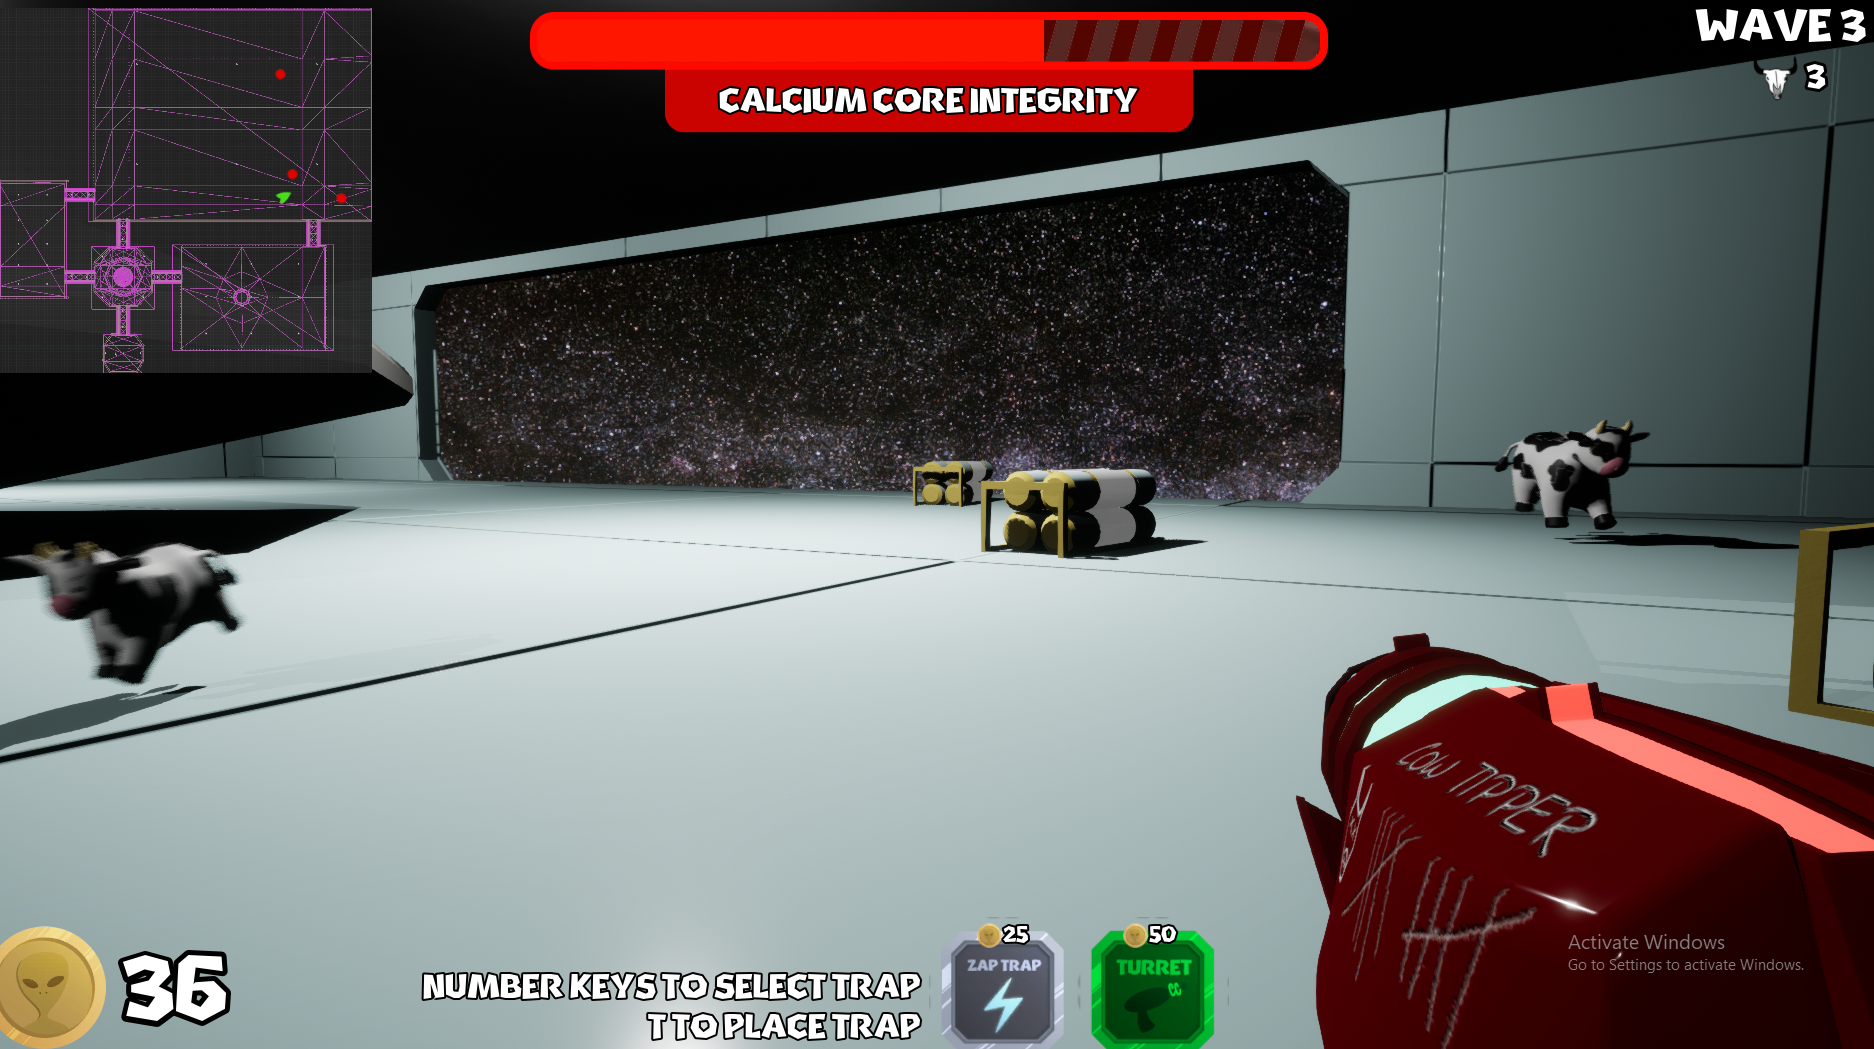 WAVE 3
3
CALCIUM CORE INTEGRITY
COW TIPPER
36
25
50
ZAP TRAP
TURRET
NUMBER KEYS TO SELECT TRAP
T TO PLACE TRAP
Activate Windows
Go to Settings to activate Windows.